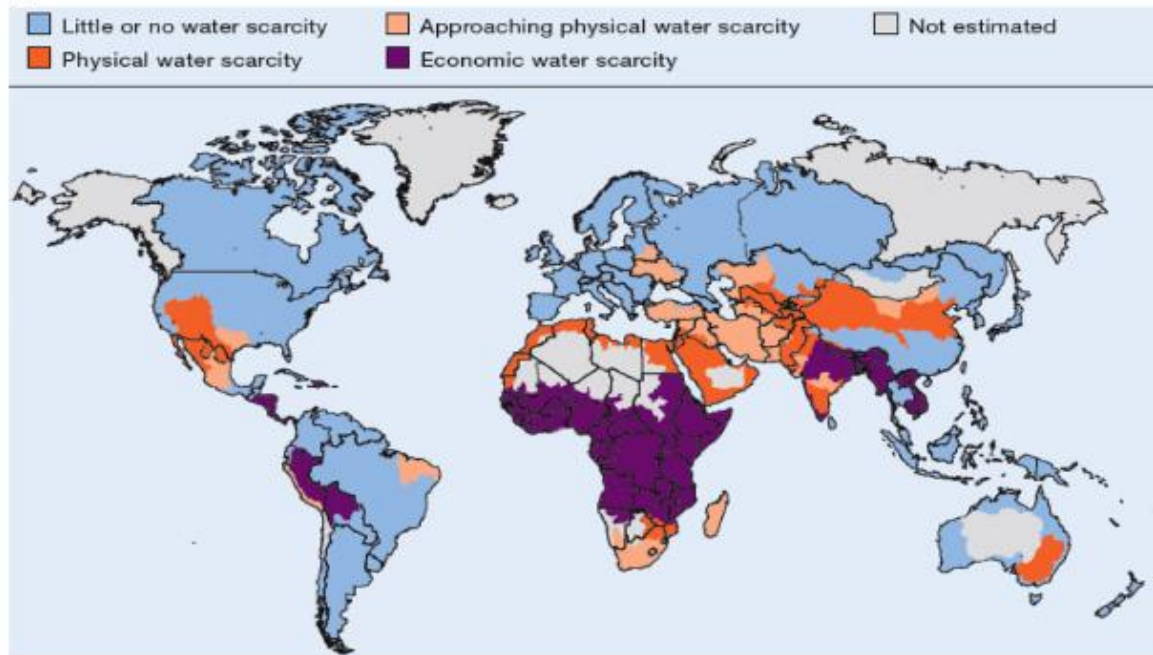 Little or no water scarcity
Approaching physical water scarcity
Not estimated
Physical water scarcity
Economic water scarcity